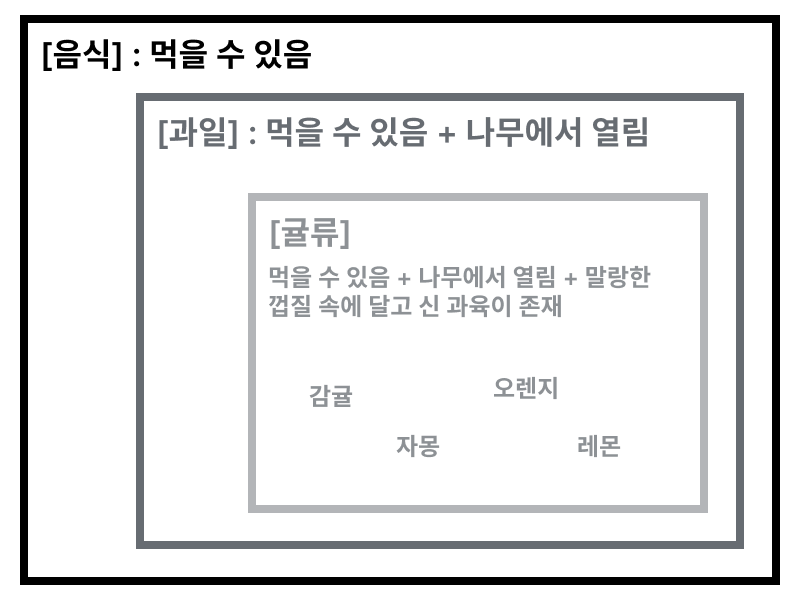 [음식] : 먹을 수 있음
[과일] : 먹을 수 있음 + 나무에서 열림
[귤류]
먹을 수 있음 + 나무에서 열림 + 말랑한
껍질 속에 달고 신 과육이 존재
감귤
오렌지
자몽
레몬